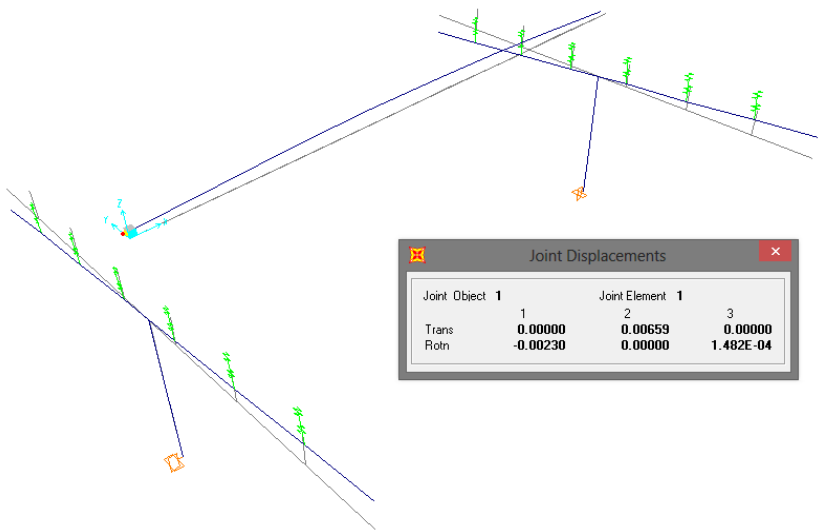 Z
Y
X
Joint Displacements
Joint Object 1 Joint Element 1
1 2 3
Trans 0.00000 0.00659 0.00000
Rotn -0.00230 0.00000 1.482E-04